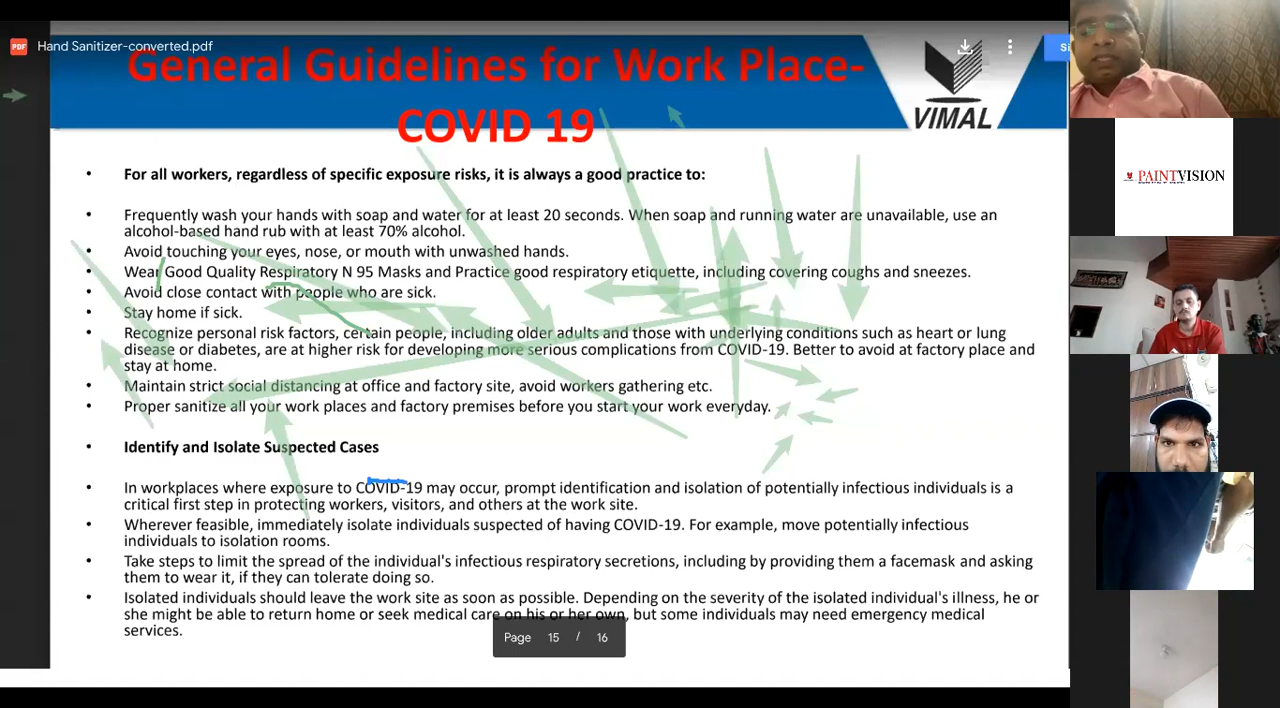 PDF Hand Sanitizer-converted.pdf
General Guidelines for Work Place-
COVID 19
VIMAL
PAINTVISION
• For all workers, regardless of specific exposure risks, it is always a good practice to:
• Frequently wash your hands with soap and water for at least 20 seconds. When soap and running water are unavailable, use an
alcohol-based hand rub with at least 70% alcohol.
• Avoid touching your eyes, nose, or mouth with unwashed hands.
• Wear Good Quality Respiratory N 95 Masks and Practice good respiratory etiquette, including covering coughs and sneezes.
• Avoid close contact with people who are sick.
• Stay home if sick.
• Recognize personal risk factors, certain people, including older adults and those with underlying conditions such as heart or lung
disease or diabetes, are at higher risk for developing more serious complications from COVID-19. Better to avoid at factory place and
stay at home.
• Maintain strict social distancing at office and factory site, avoid workers gathering etc.
• Proper sanitize all your work places and factory premises before you start your work everyday.
• Identify and Isolate Suspected Cases
• In workplaces where exposure to COVID-19 may occur, prompt identification and isolation of potentially infectious individuals is a
critical first step in protecting workers, visitors, and others at the work site.
• Wherever feasible, immediately isolate individuals suspected of having COVID-19. For example, move potentially infectious
individuals to isolation rooms.
• Take steps to limit the spread of the individual's infectious respiratory secretions, including by providing them a facemask and asking
them to wear it, if they can tolerate doing so.
• Isolated individuals should leave the work site as soon as possible. Depending on the severity of the isolated individual's illness, he or
she might be able to return home or seek medical care on his or her own, but some individuals may need emergency medical
services.
Page 15 / 16